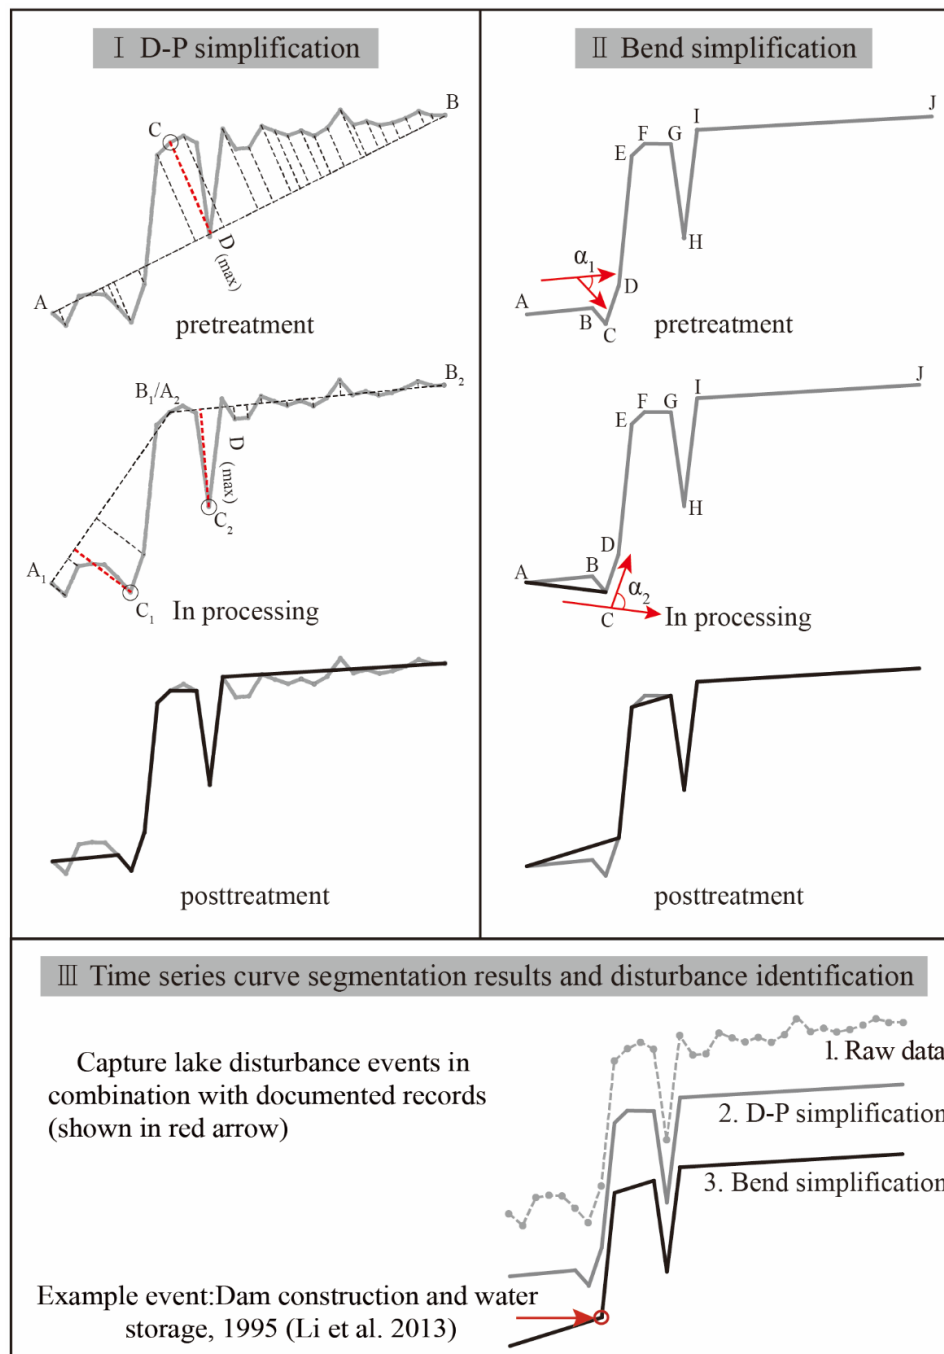 Ⅰ D-P simplification
B
C
D
(max)
A
pretreatment
B₁/A₂
B₂
D
(max)
C₂
A₁
C₁
In processing
posttreatment
Ⅱ Bend simplification
J
I
F
G
E
H
α₁
D
A
B
C
pretreatment
J
I
F
G
E
H
D
B
A
α₂
C
In processing
posttreatment
Ⅲ Time series curve segmentation results and disturbance identification
Capture lake disturbance events in
combination with documented records
(shown in red arrow)
1. Raw data
2. D-P simplification
3. Bend simplification
Example event:Dam construction and water
storage, 1995 (Li et al. 2013)